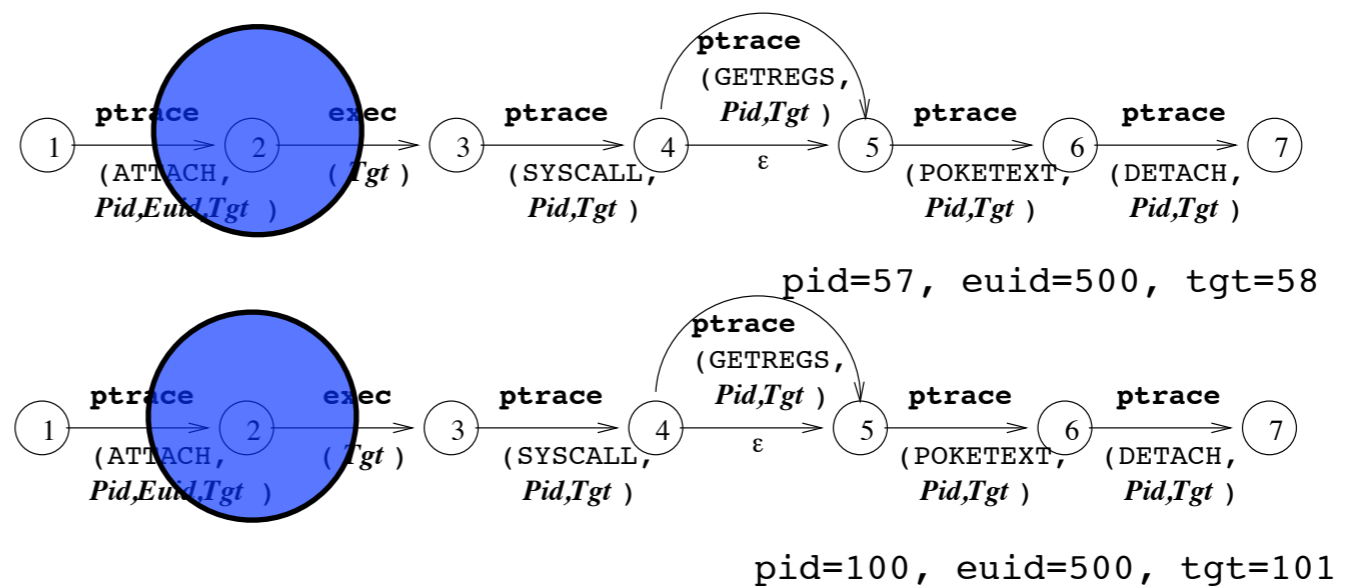 ptrace
(GETREGS,
Pid,Tgt )
ptrace exec ptrace ptrace ptrace
1 2 3 4 5 6 7
ε
(ATTACH, ( Tgt ) (SYSCALL, (POKETEXT, (DETACH,
Pid,Euid,Tgt ) Pid,Tgt ) Pid,Tgt ) Pid,Tgt )
pid=57, euid=500, tgt=58
ptrace
(GETREGS,
Pid,Tgt )
ptrace exec ptrace ptrace ptrace
1 2 3 4 5 6 7
ε
(ATTACH, ( Tgt ) (SYSCALL, (POKETEXT, (DETACH,
Pid,Euid,Tgt ) Pid,Tgt ) Pid,Tgt ) Pid,Tgt )
pid=100, euid=500, tgt=101